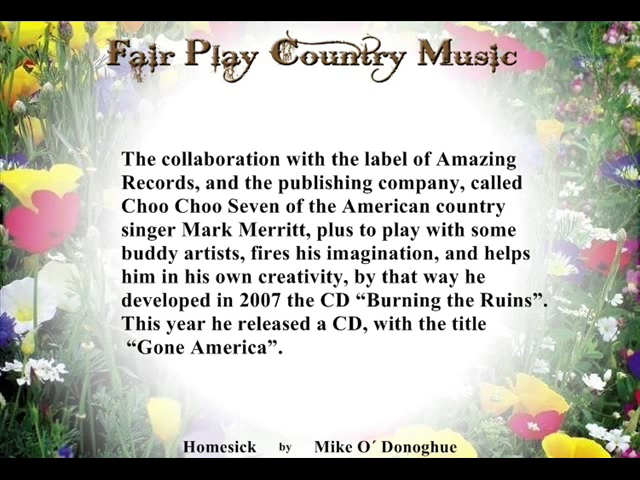 Fair Play Country Music
The collaboration with the label of Amazing
Records, and the publishing company, called
Choo Choo Seven of the American country
singer Mark Merritt, plus to play with some
buddy artists, fires his imagination, and helps
him in his own creativity, by that way he
developed in 2007 the CD “Burning the Ruins”.
This year he released a CD, with the title
“Gone America”.
Homesick by Mike O´ Donoghue